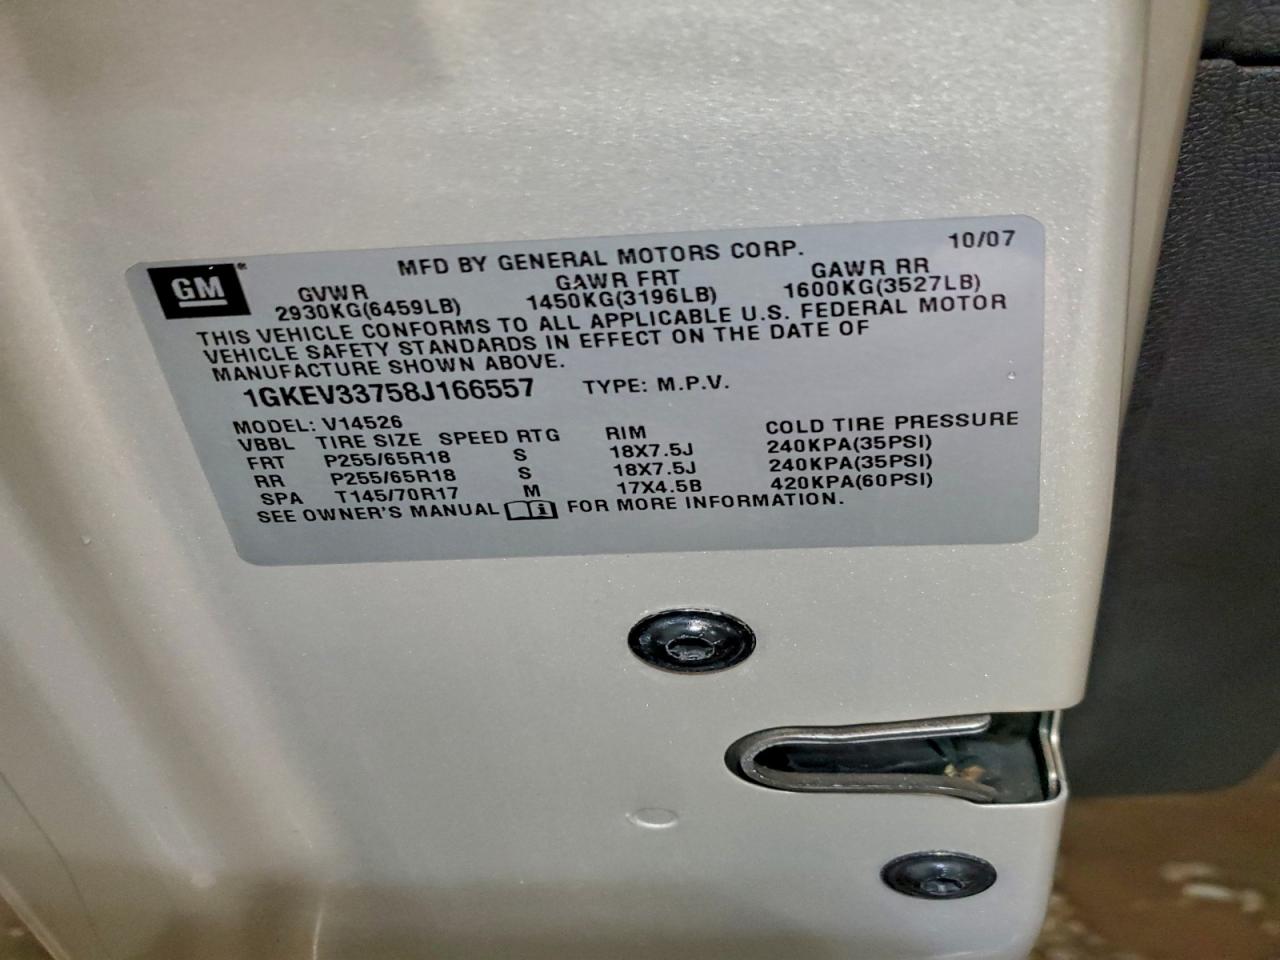 GM
MFD BY GENERAL MOTORS CORP. 10/07
GVWR GAWR FRT GAWR RR
2930KG(6459LB) 1450KG(3196LB) 1600KG(3527LB)
THIS VEHICLE CONFORMS TO ALL APPLICABLE U.S. FEDERAL MOTOR
VEHICLE SAFETY STANDARDS IN EFFECT ON THE DATE OF
MANUFACTURE SHOWN ABOVE.
1GKEV33758J166557 TYPE: M.P.V.
MODEL: V14526
VBBL TIRE SIZE SPEED RTG RIM COLD TIRE PRESSURE
FRT P255/65R18 S 18X7.5J 240KPA(35PSI)
RR P255/65R18 S 18X7.5J 240KPA(35PSI)
SPA T145/70R17 M 17X4.5B 420KPA(60PSI)
SEE OWNER'S MANUAL i FOR MORE INFORMATION.